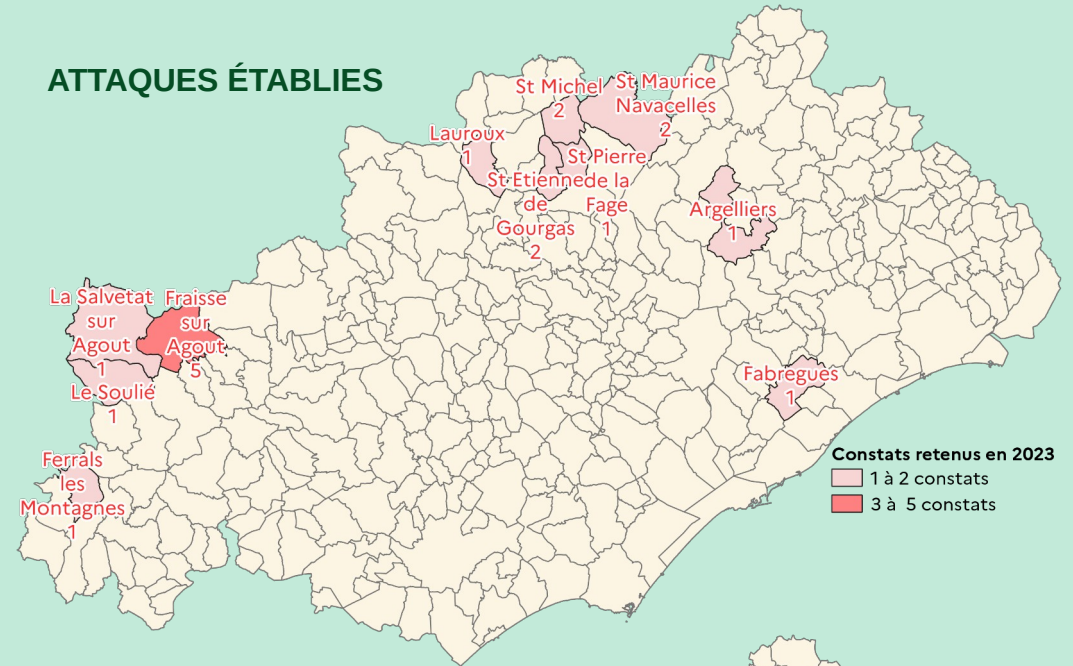 ATTAQUES ÉTABLIES
St Michel
2
St Maurice
Navacelles
2
Lauroux
1
St Pierre
de la
Fage
1
St Etienne
de
Gourgas
2
Argelliers
1
La Salvetat
sur
Agout
1
Fraisse
sur
Agout
5
Le Soulié
1
Fabregues
1
Ferrals
les
Montagnes
1
Constats retenus en 2023
1 à 2 constats
3 à 5 constats